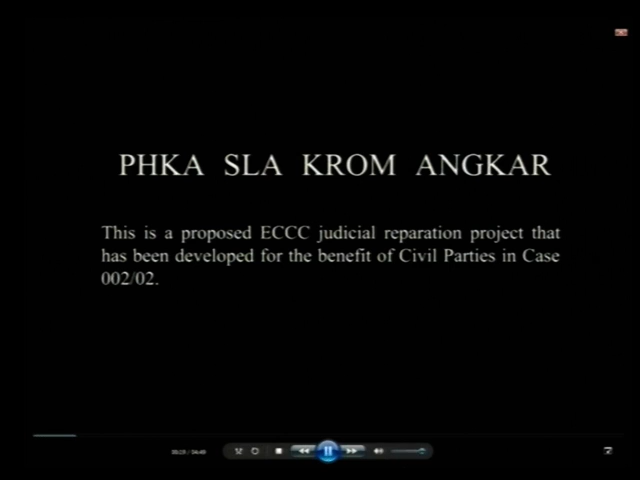 PHKA SLA KROM ANGKAR
This is a proposed ECCC judicial reparation project that
has been developed for the benefit of Civil Parties in Case
002/02.